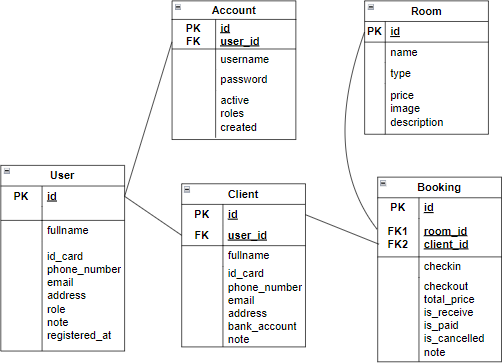 Account
PK id
FK user_id
username
password
active
roles
created
Room
PK id
name
type
price
image
description
User
PK id
fullname
id_card
phone_number
email
address
role
note
registered_at
Client
PK id
FK user_id
fullname
id_card
phone_number
email
address
bank_account
note
Booking
PK id
FK1 room_id
FK2 client_id
checkin
checkout
total_price
is_receive
is_paid
is_cancelled
note